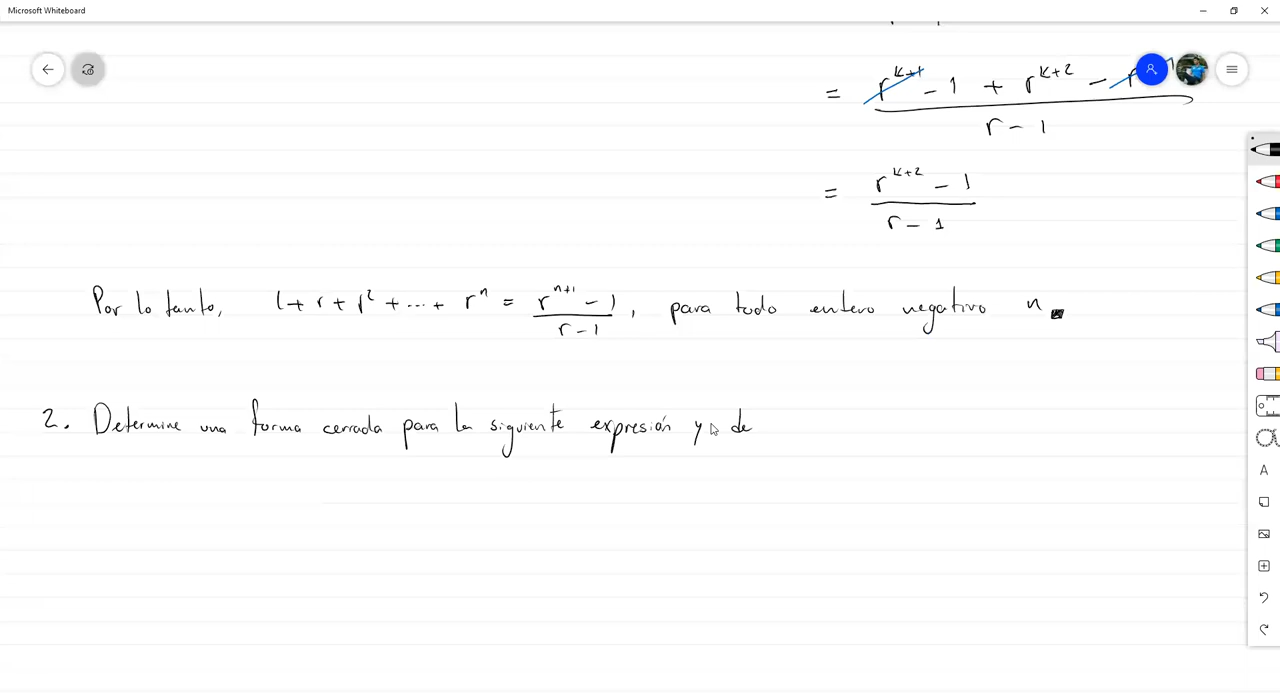 Microsoft Whiteboard
= (r^{k+1} - 1 + r^{k+2} - r) / (r - 1)
= (r^{k+2} - 1) / (r - 1)
Por lo tanto, 1 + r + r^2 + ... + r^n = (r^{n+1} - 1) / (r - 1), para todo entero negativo n.
2. Determine una forma cerrada para la siguiente expresión y de
A